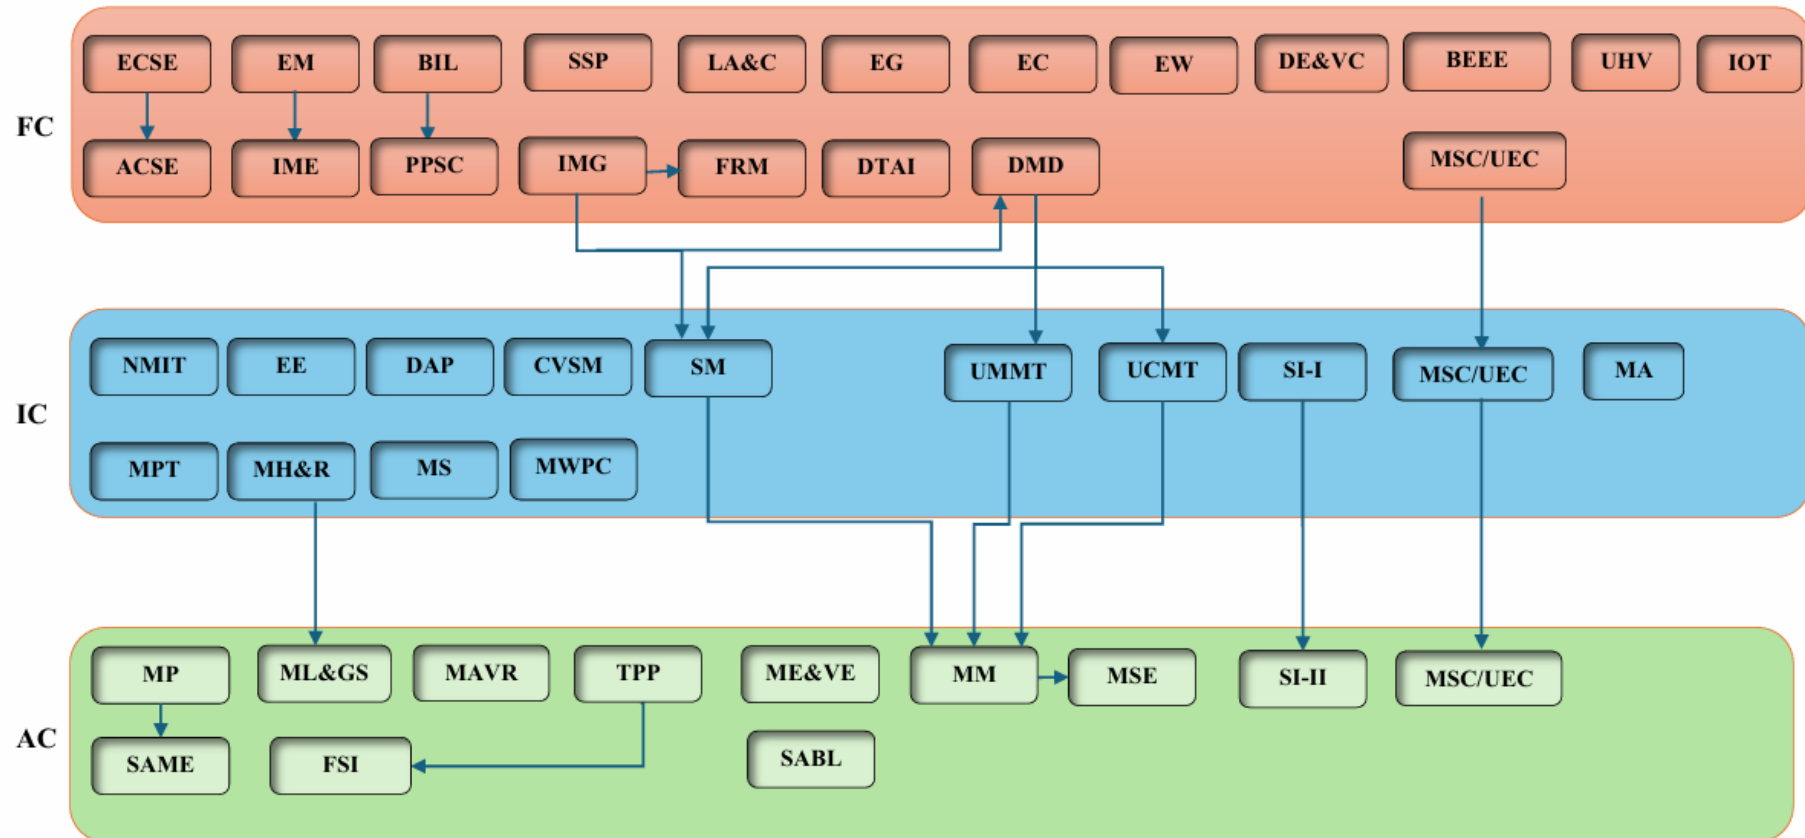 FC
ECSE EM BIL SSP LA&C EG EC EW DE&VC BEEE UHV IOT
ACSE IME PPSC IMG FRM DTAI DMD MSC/UEC
IC
NMIT EE DAP CVSM SM UMMT UCMT SI-I MSC/UEC MA
MPT MH&R MS MWPC
AC
MP ML&GS MAVR TPP ME&VE MM MSE SI-II MSC/UEC
SAME FSI SABL